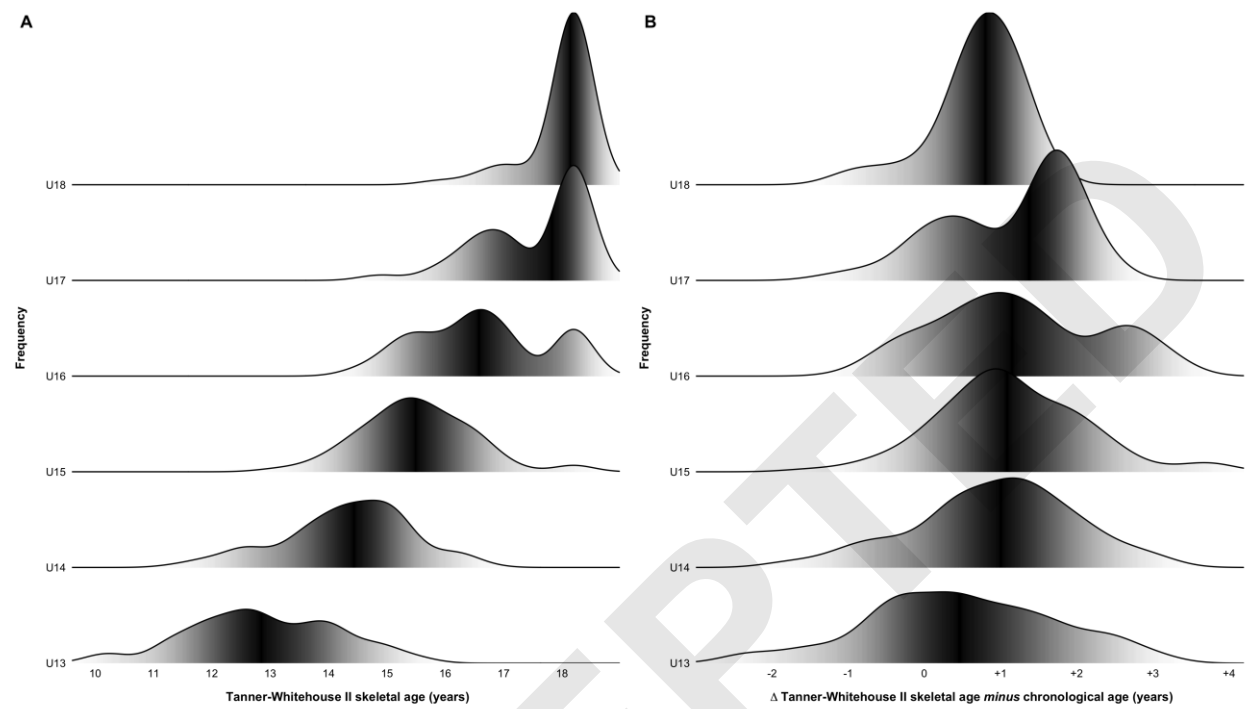 A
B
U18
U18
U17
U17
Frequency
Frequency
U16
U16
U15
U15
U14
U14
U13
U13
10 11 12 13 14 15 16 17 18
-2 -1 0 +1 +2 +3 +4
Tanner-Whitehouse II skeletal age (years)
Δ Tanner-Whitehouse II skeletal age minus chronological age (years)
EPTED